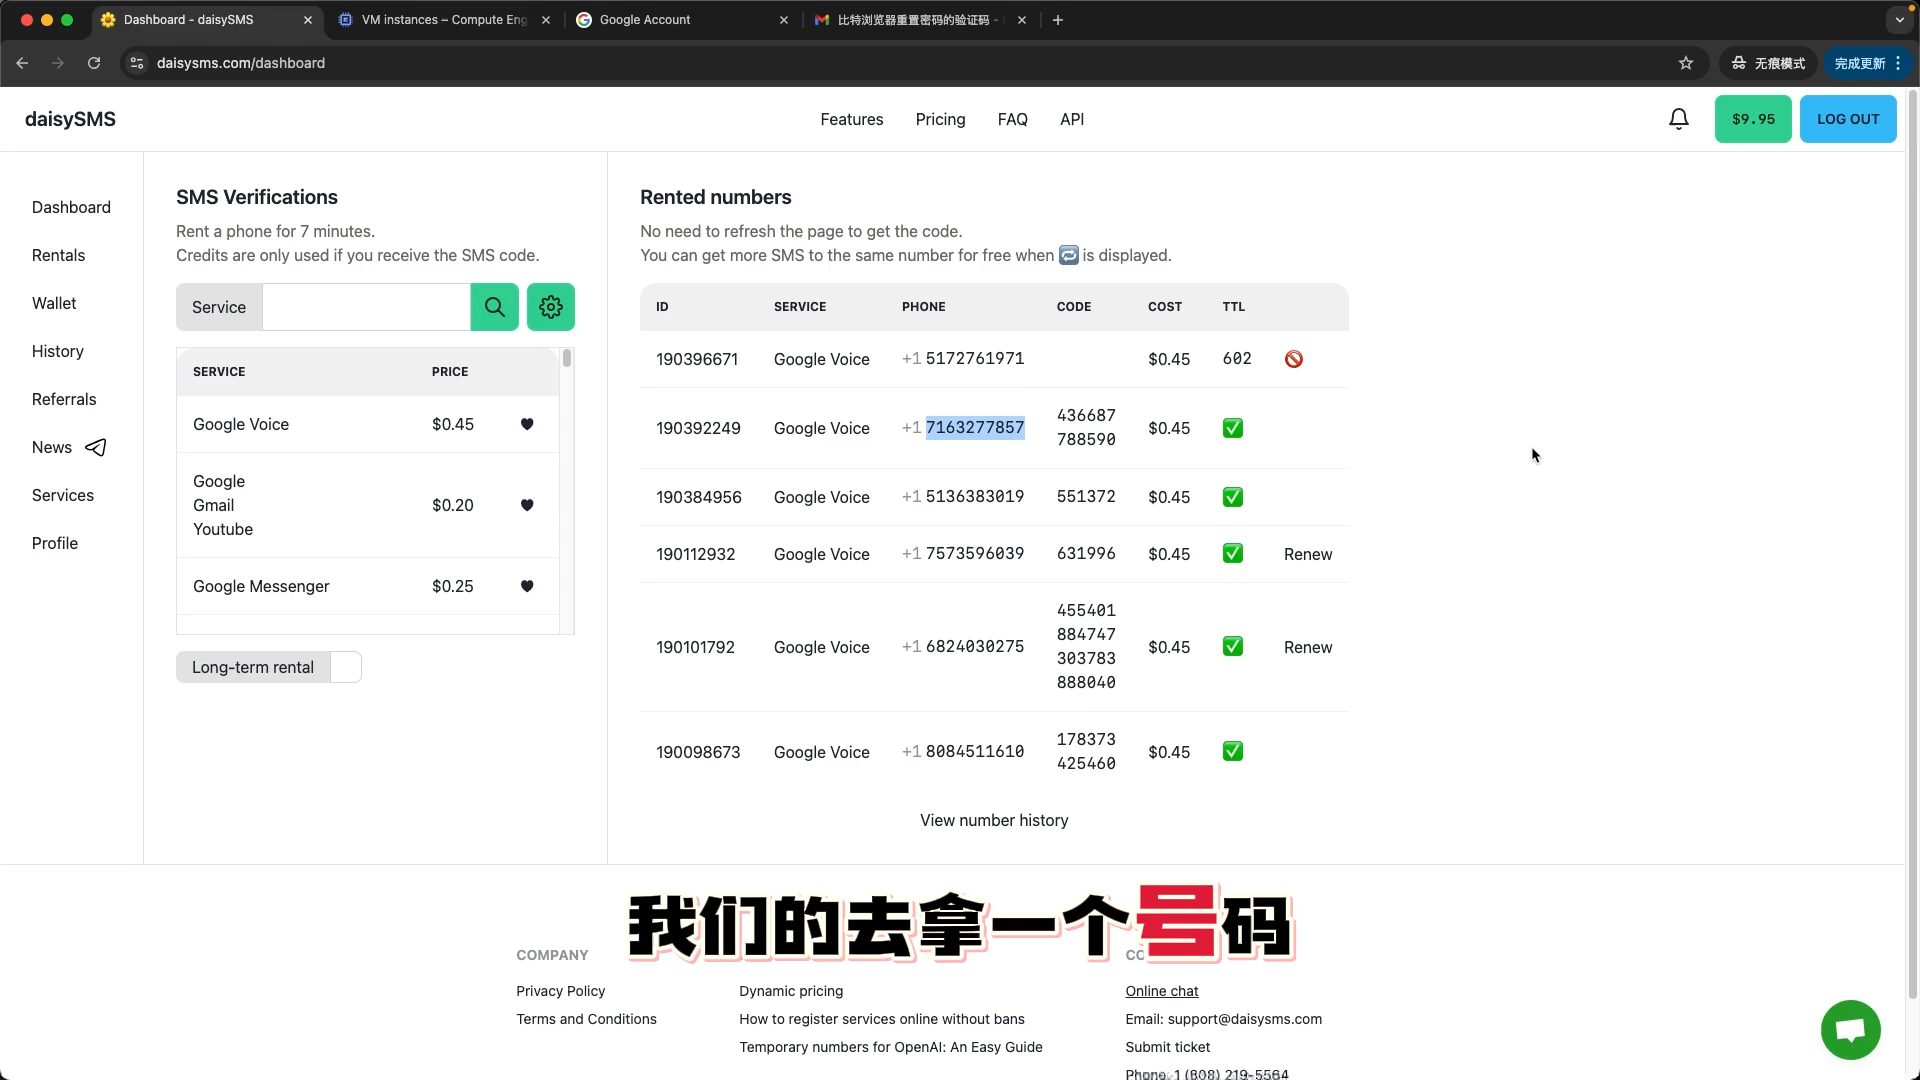 Dashboard - daisySMS
VM instances – Compute Eng
Google Account
比特浏览器重置密码的验证码 -
daisysms.com/dashboard
无痕模式
完成更新
daisySMS
Features
Pricing
FAQ
API
$9.95
LOG OUT
Dashboard
Rentals
Wallet
History
Referrals
News
Services
Profile
SMS Verifications
Rent a phone for 7 minutes.
Credits are only used if you receive the SMS code.
Service
SERVICE PRICE
Google Voice $0.45
Google
Gmail
Youtube
$0.20
Google Messenger $0.25
Long-term rental
Rented numbers
No need to refresh the page to get the code.
You can get more SMS to the same number for free when 🔁 is displayed.
ID SERVICE PHONE CODE COST TTL
190396671 Google Voice +1 5172761971 $0.45 602
190392249 Google Voice +1 7163277857 436687 $0.45
788590
190384956 Google Voice +1 5136383019 551372 $0.45
190112932 Google Voice +1 7573596039 631996 $0.45 Renew
190101792 Google Voice +1 6824030275 455401 $0.45 Renew
884747
303783
888040
190098673 Google Voice +1 8084511610 178373 $0.45
425460
View number history
我们的去拿一个号码
COMPANY
Privacy Policy
Terms and Conditions
Dynamic pricing
How to register services online without bans
Temporary numbers for OpenAI: An Easy Guide
CO
Online chat
Email: support@daisysms.com
Submit ticket
Phone: 1 (808) 219-5564